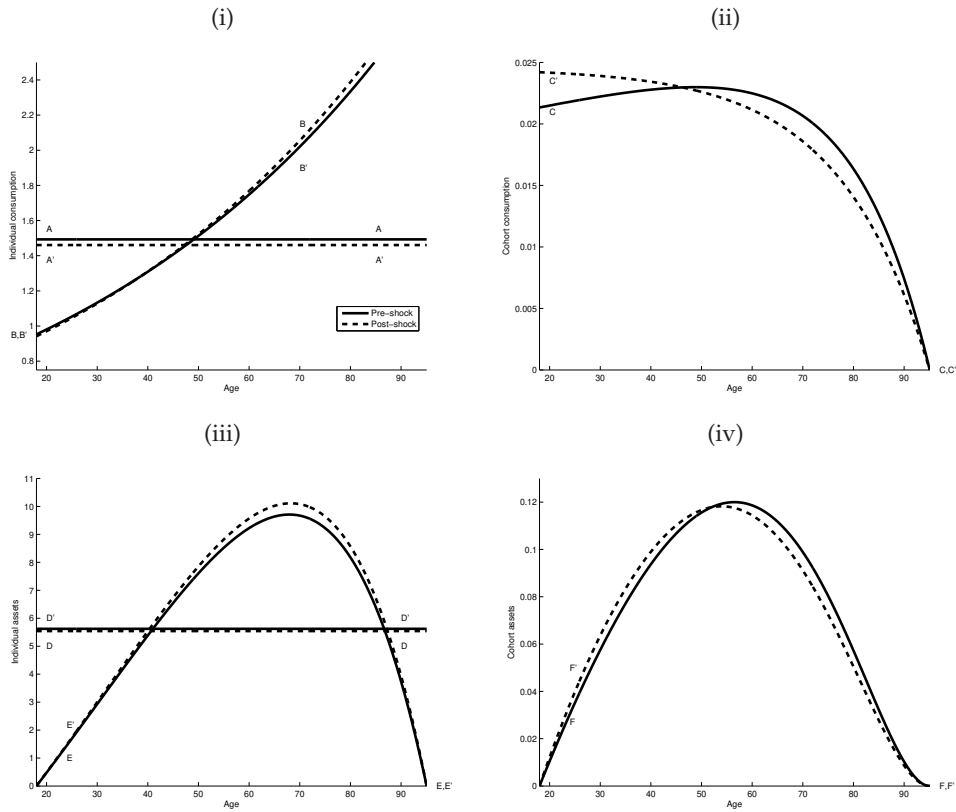 (i)
2.4
2.2
2
1.8
1.6
1.4
1.2
1
0.8
Individual consumption
B
B'
A
A
A'
A'
B,B'
Pre−shock
Post−shock
20 30 40 50 60 70 80 90
Age
(ii)
0.025
0.02
0.015
0.01
0.005
0
Cohort consumption
C'
C
C,C'
20 30 40 50 60 70 80 90
Age
(iii)
11
10
9
8
7
6
5
4
3
2
1
0
Individual assets
D'
D'
D
D
E'
E
E,E'
20 30 40 50 60 70 80 90
Age
(iv)
0.12
0.1
0.08
0.06
0.04
0.02
0
Cohort assets
F'
F
F,F'
20 30 40 50 60 70 80 90
Age